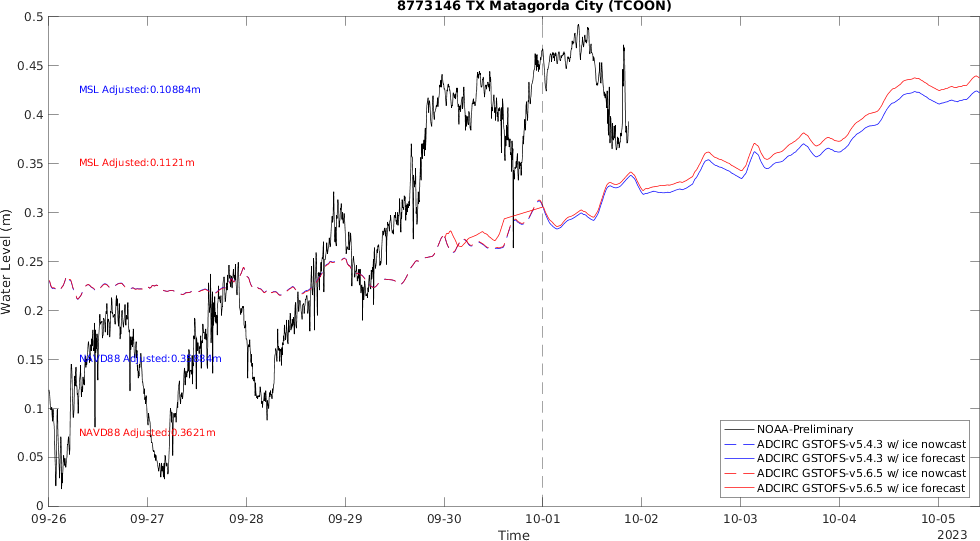 8773146 TX Matagorda City (TCOON)
0.5
0.45
0.4
0.35
0.3
0.25
0.2
0.15
0.1
0.05
0
Water Level (m)
MSL Adjusted:0.10884m
MSL Adjusted:0.1121m
NAVD88 Adjusted:0.35884m
NAVD88 Adjusted:0.3621m
NOAA-Preliminary
ADCIRC GSTOFS-v5.4.3 w/ ice nowcast
ADCIRC GSTOFS-v5.4.3 w/ ice forecast
ADCIRC GSTOFS-v5.6.5 w/ ice nowcast
ADCIRC GSTOFS-v5.6.5 w/ ice forecast
09-26 09-27 09-28 09-29 09-30 10-01 10-02 10-03 10-04 10-05
Time
2023